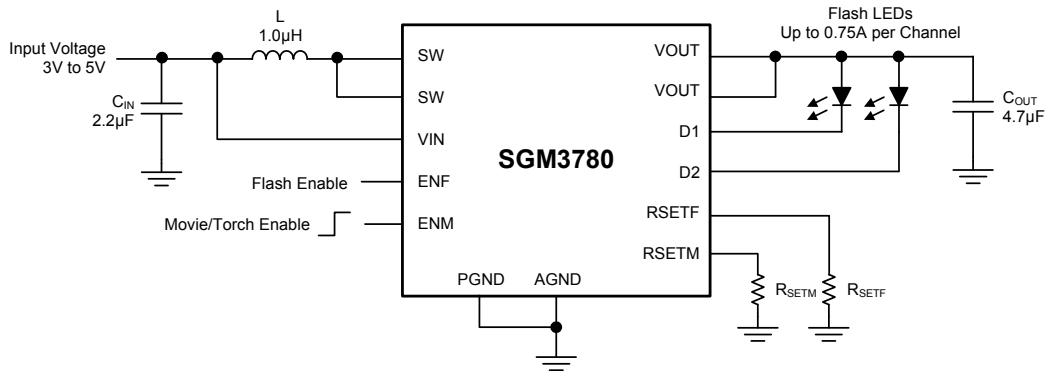 L
1.0µH
Input Voltage
3V to 5V
C_IN
2.2µF
Flash Enable
Movie/Torch Enable
SW
SW
VIN
ENF
ENM
SGM3780
PGND
AGND
VOUT
VOUT
D1
D2
RSETF
RSETM
Flash LEDs
Up to 0.75A per Channel
C_OUT
4.7µF
R_SETM
R_SETF